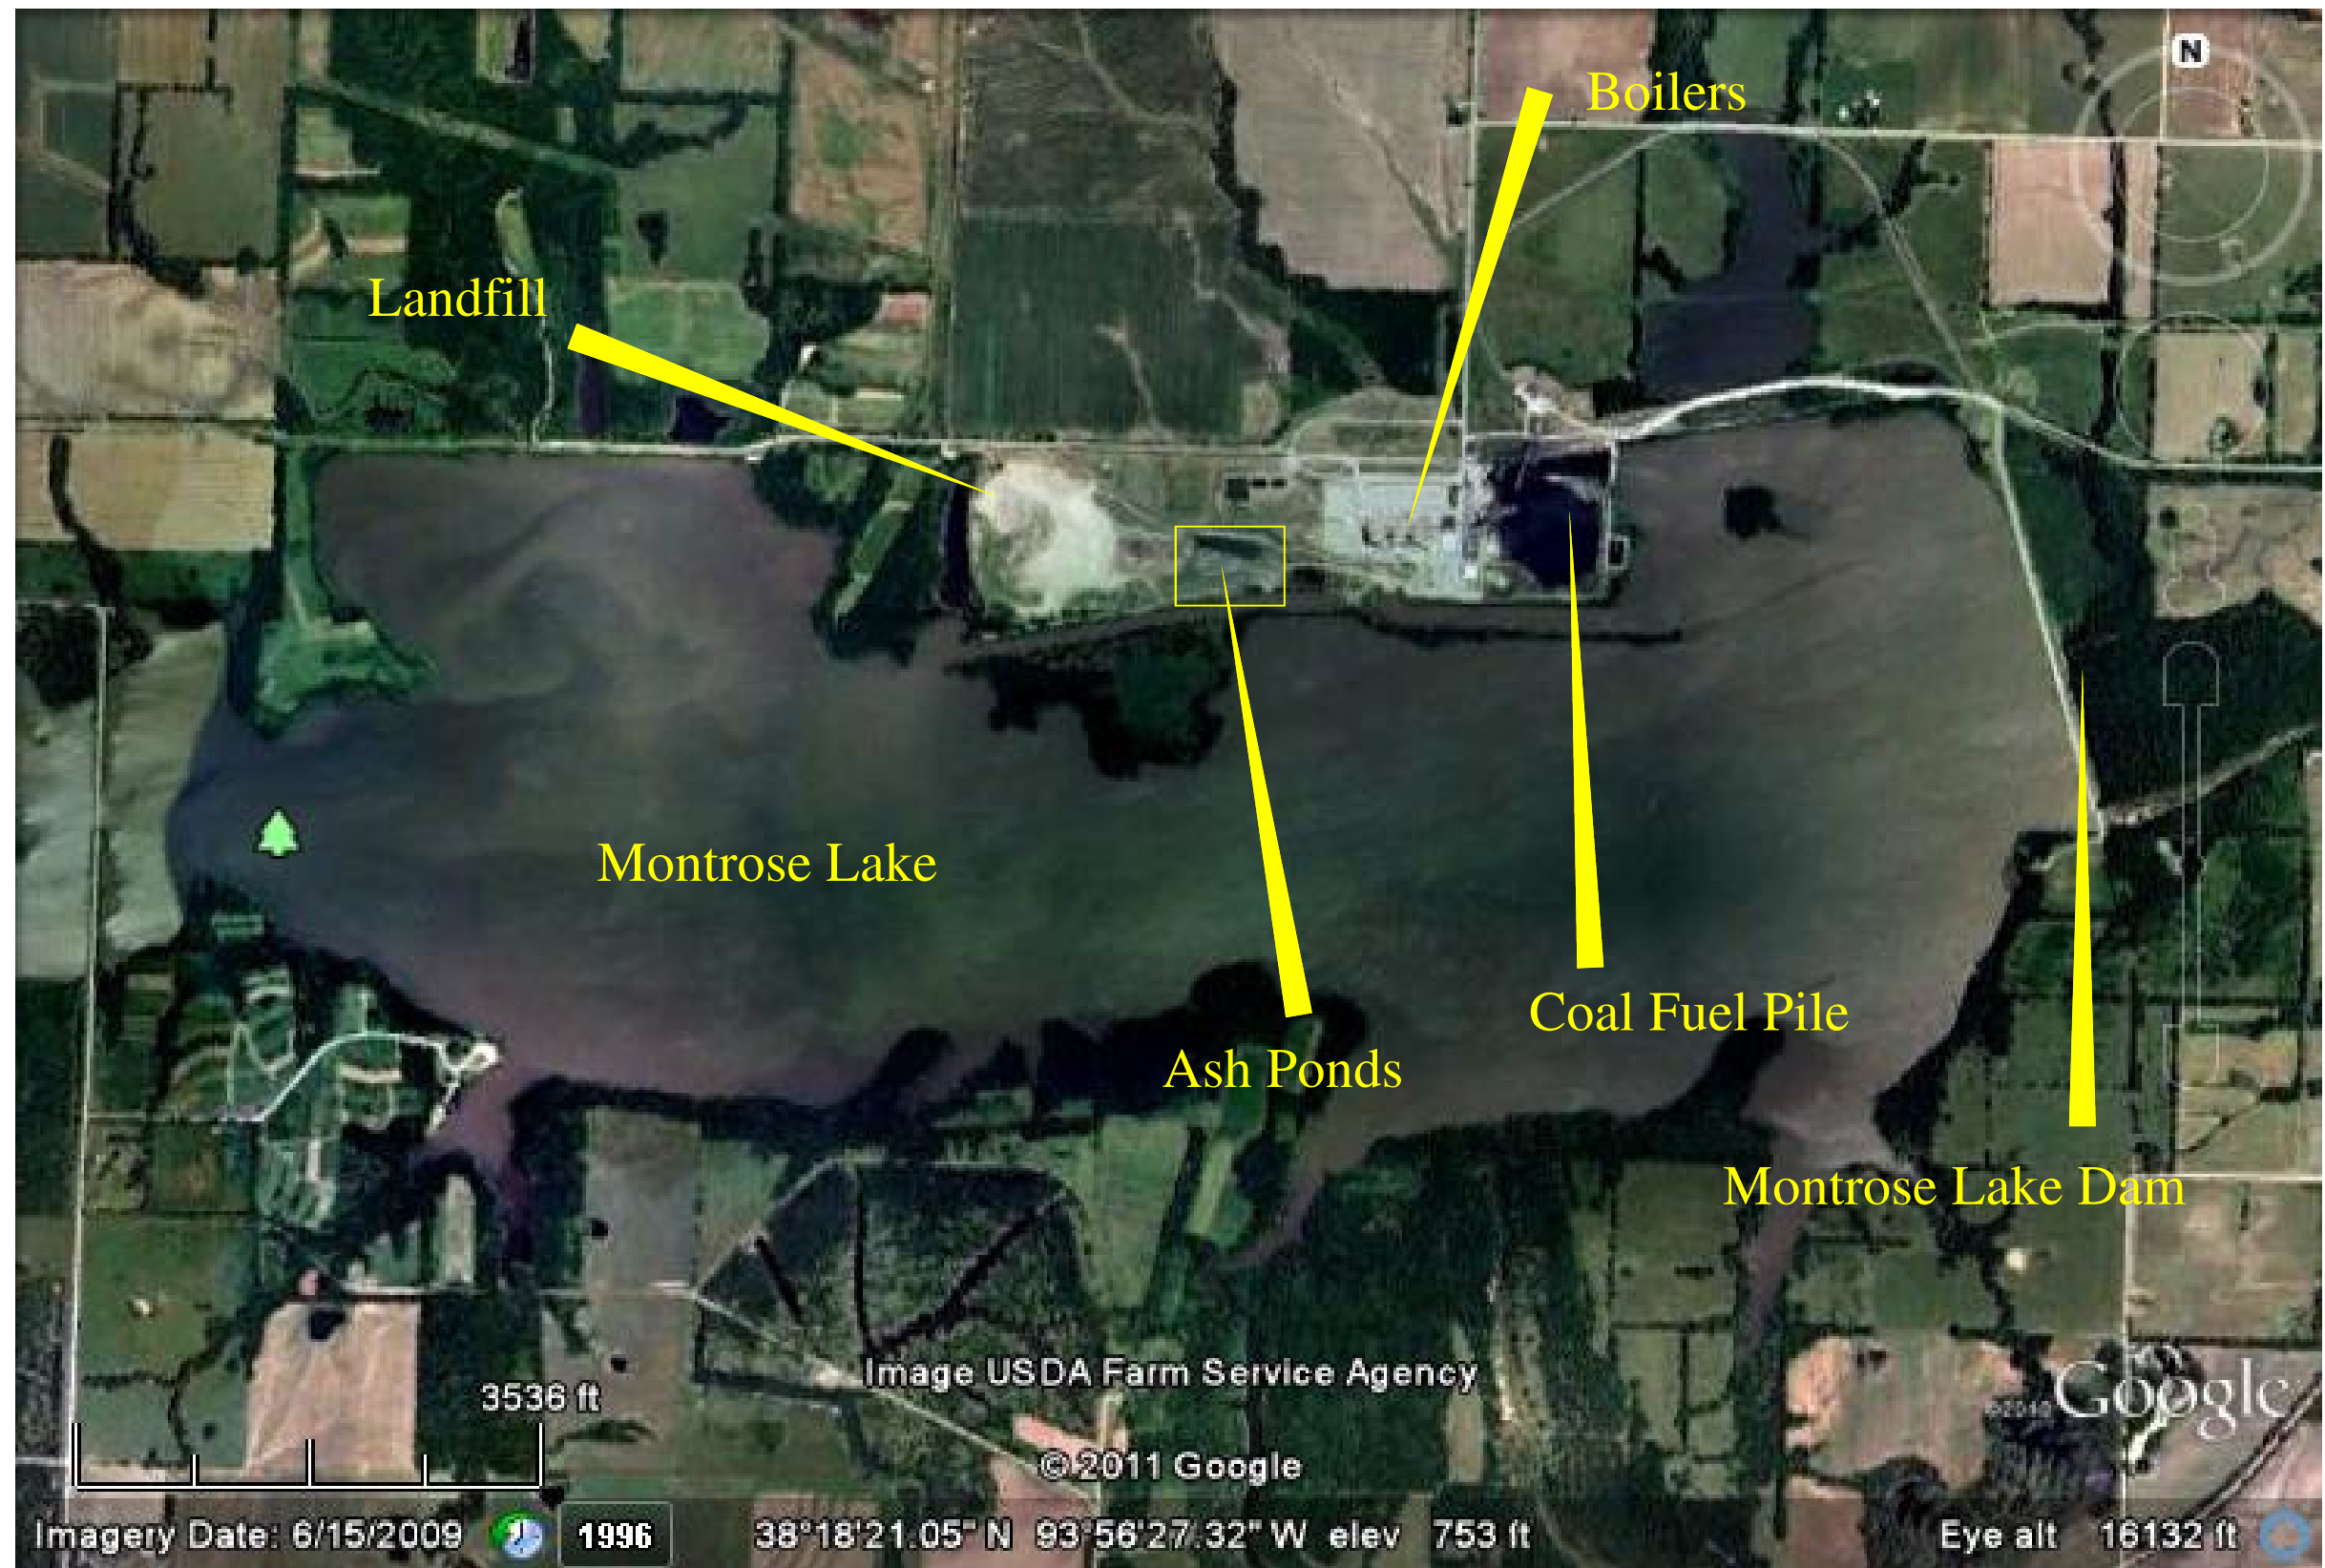 N
Boilers
Landfill
Montrose Lake
Coal Fuel Pile
Ash Ponds
Montrose Lake Dam
Image USDA Farm Service Agency
3536 ft
©2010 Google
© 2011 Google
Imagery Date: 6/15/2009 1996 38°18'21.05" N 93°56'27.32" W elev 753 ft Eye alt 16132 ft